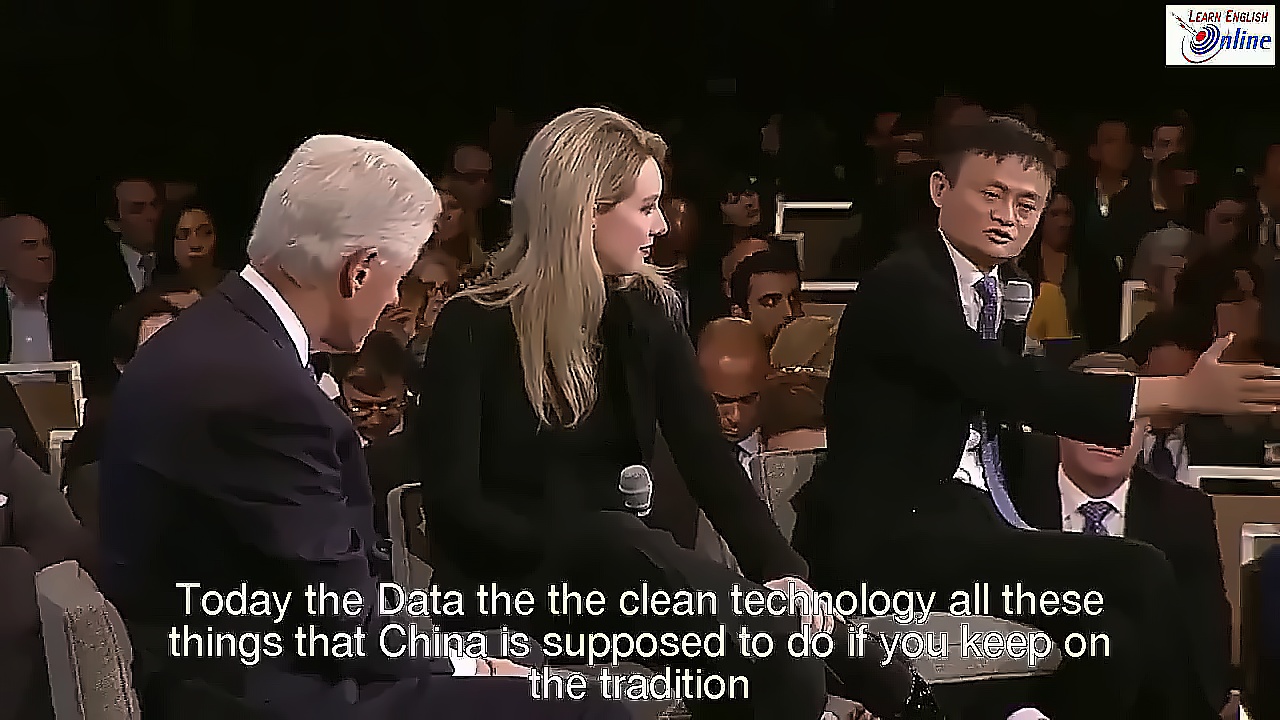 LEARN ENGLISH
Online
Today the Data the the clean technology all these
things that China is supposed to do if you keep on
the tradition